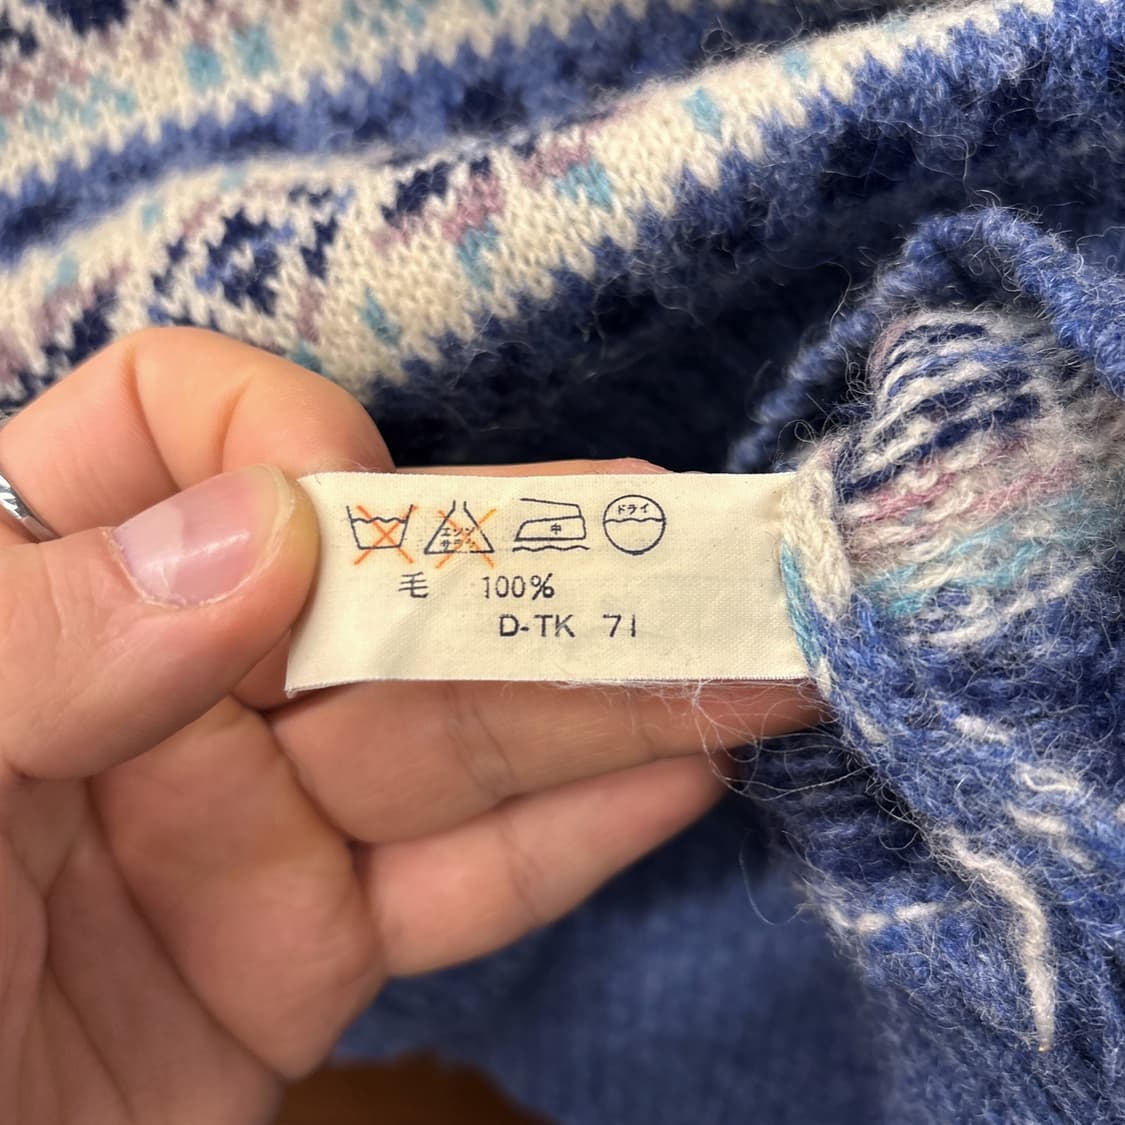 エンソ
サラシ
中
ドライ
毛 100%
D-TK 71